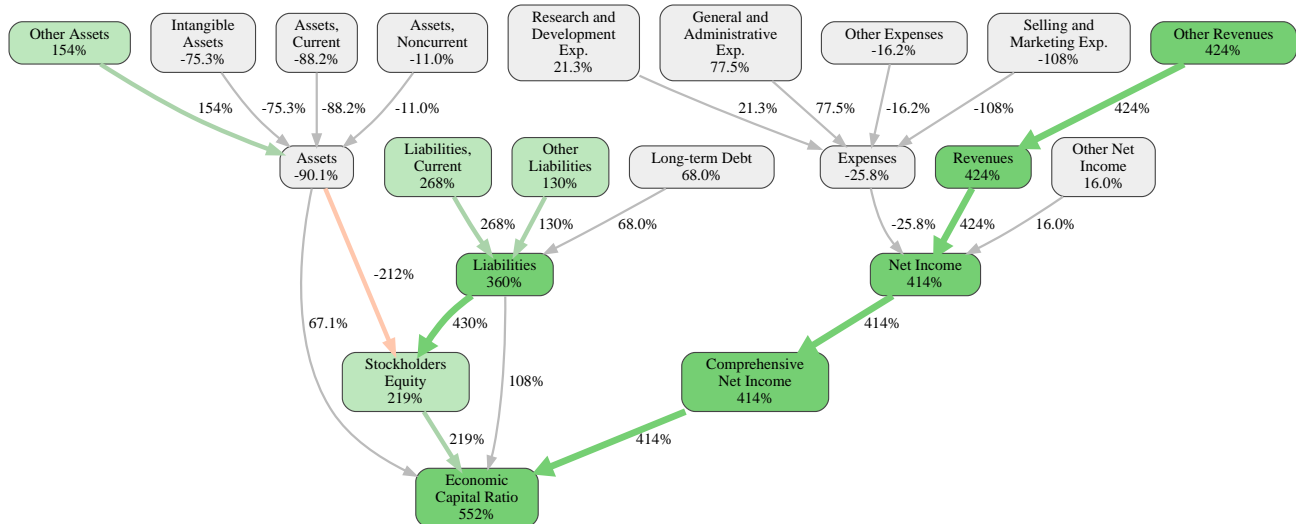 Other Assets
154%
Intangible
Assets
-75.3%
Assets,
Current
-88.2%
Assets,
Noncurrent
-11.0%
Research and
Development
Exp.
21.3%
General and
Administrative
Exp.
77.5%
Other Expenses
-16.2%
Selling and
Marketing Exp.
-108%
Other Revenues
424%
154%
-75.3%
-88.2%
-11.0%
21.3%
77.5%
-16.2%
-108%
424%
Assets
-90.1%
Liabilities,
Current
268%
Other
Liabilities
130%
Long-term Debt
68.0%
Expenses
-25.8%
Revenues
424%
Other Net
Income
16.0%
268%
130%
68.0%
-25.8%
424%
16.0%
Liabilities
360%
Net Income
414%
-212%
67.1%
430%
108%
414%
Stockholders
Equity
219%
Comprehensive
Net Income
414%
219%
414%
Economic
Capital Ratio
552%